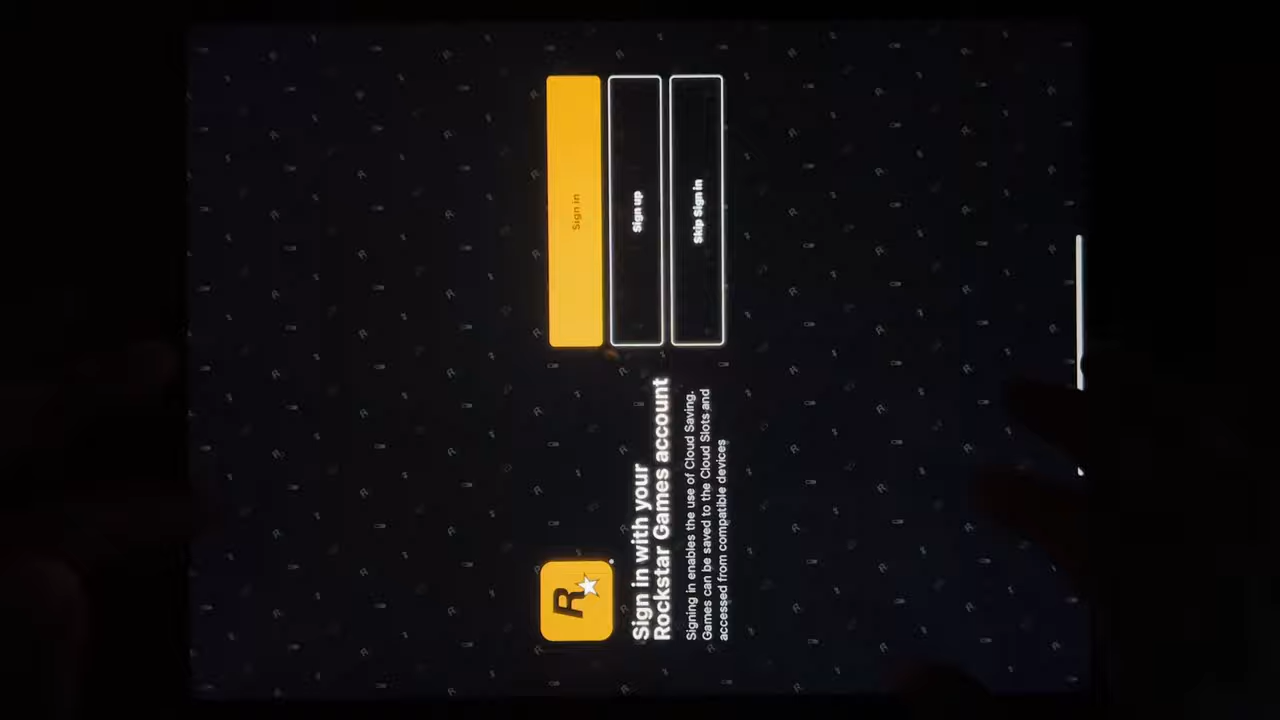 R
Sign in with your
Rockstar Games account
Signing in enables the use of Cloud Saving.
Games can be saved to the Cloud Slots and
accessed from compatible devices
Sign in
Sign up
Skip Sign in